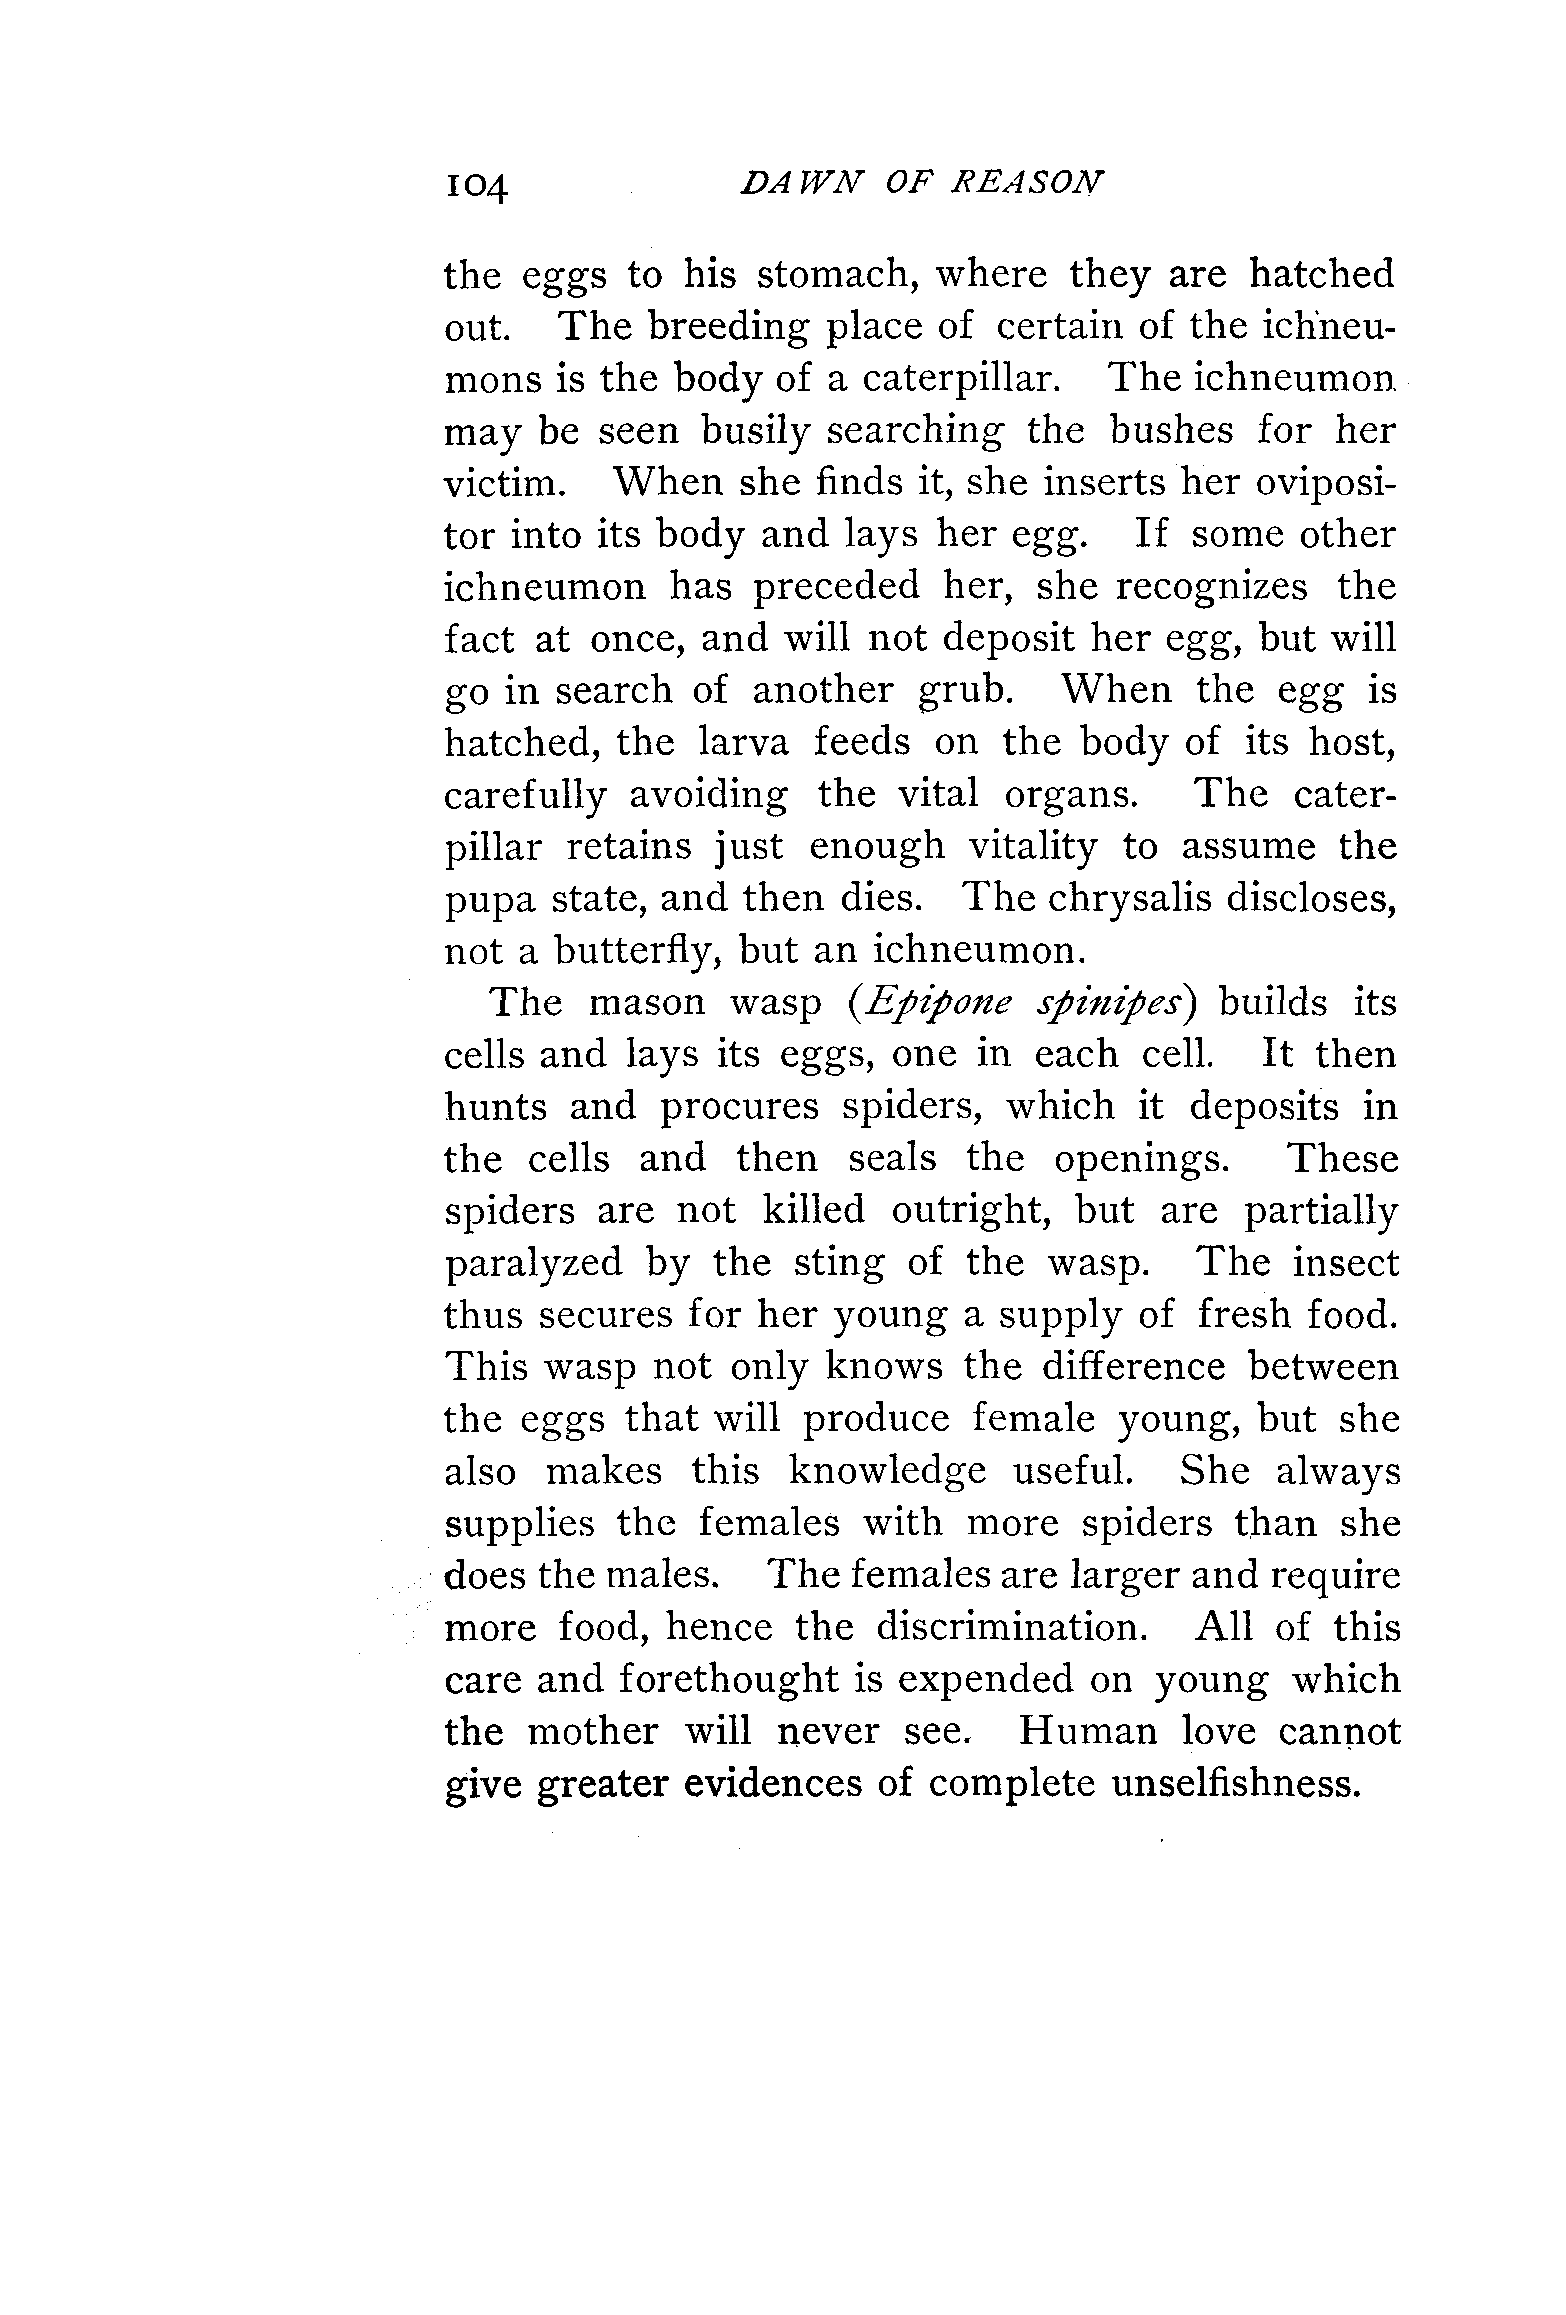 104 DAWN OF REASON
the eggs to his stomach, where they are hatched
out. The breeding place of certain of the ichneu-
mons is the body of a caterpillar. The ichneumon
may be seen busily searching the bushes for her
victim. When she finds it, she inserts her oviposi-
tor into its body and lays her egg. If some other
ichneumon has preceded her, she recognizes the
fact at once, and will not deposit her egg, but will
go in search of another grub. When the egg is
hatched, the larva feeds on the body of its host,
carefully avoiding the vital organs. The cater-
pillar retains just enough vitality to assume the
pupa state, and then dies. The chrysalis discloses,
not a butterfly, but an ichneumon.
The mason wasp (Epipone spinipes) builds its
cells and lays its eggs, one in each cell. It then
hunts and procures spiders, which it deposits in
the cells and then seals the openings. These
spiders are not killed outright, but are partially
paralyzed by the sting of the wasp. The insect
thus secures for her young a supply of fresh food.
This wasp not only knows the difference between
the eggs that will produce female young, but she
also makes this knowledge useful. She always
supplies the females with more spiders than she
does the males. The females are larger and require
more food, hence the discrimination. All of this
care and forethought is expended on young which
the mother will never see. Human love cannot
give greater evidences of complete unselfishness.